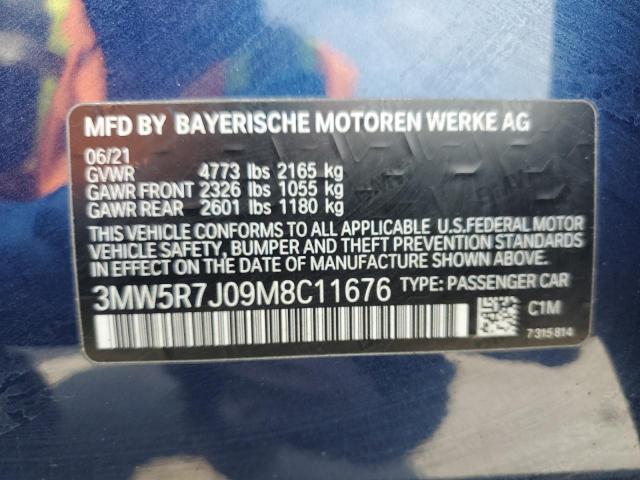 MFD BY BAYERISCHE MOTOREN WERKE AG
06/21
GVWR 4773 lbs 2165 kg
GAWR FRONT 2326 lbs 1055 kg
GAWR REAR 2601 lbs 1180 kg
THIS VEHICLE CONFORMS TO ALL APPLICABLE U.S.FEDERAL MOTOR
VEHICLE SAFETY, BUMPER AND THEFT PREVENTION STANDARDS
IN EFFECT ON THE DATE OF MANUFACTURE SHOWN ABOVE.
3MW5R7J09M8C11676 TYPE: PASSENGER CAR
C1M
7315814